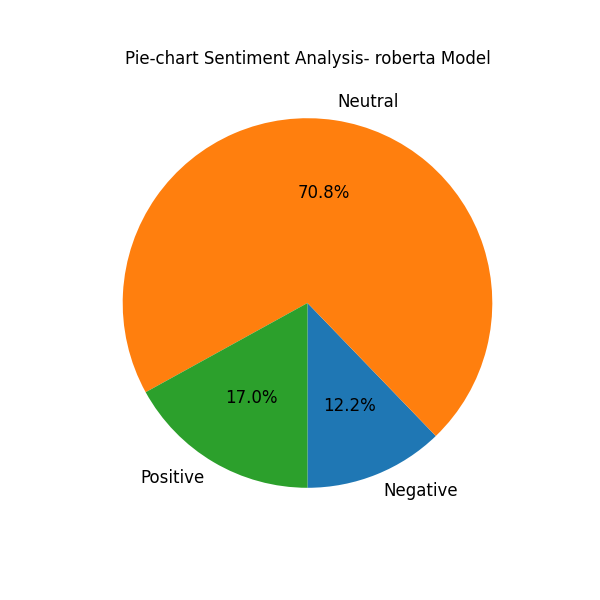 Pie-chart Sentiment Analysis- roberta Model
Neutral
70.8%
17.0%
12.2%
Positive
Negative